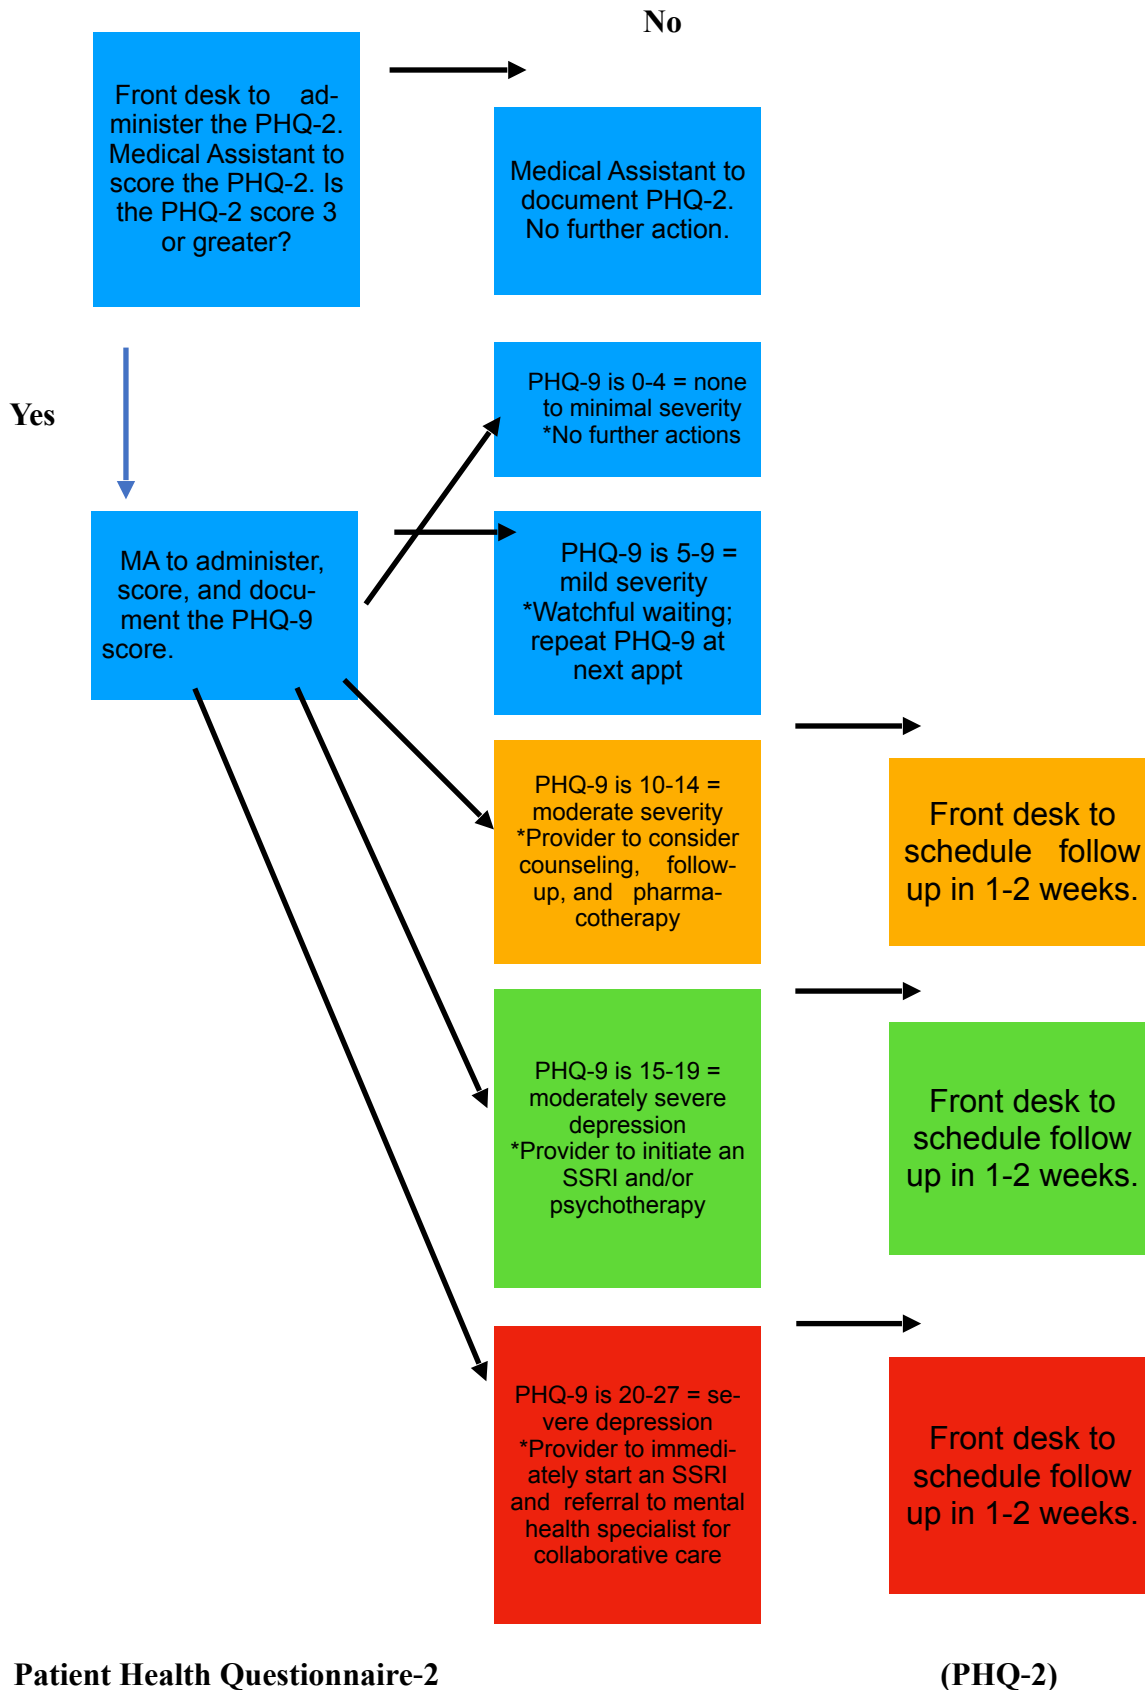 No
Front desk to ad-
minister the PHQ-2.
Medical Assistant to
score the PHQ-2. Is
the PHQ-2 score 3
or greater?
Medical Assistant to
document PHQ-2.
No further action.
Yes
PHQ-9 is 0-4 = none
to minimal severity
*No further actions
MA to administer,
score, and docu-
ment the PHQ-9
score.
PHQ-9 is 5-9 =
mild severity
*Watchful waiting;
repeat PHQ-9 at
next appt
PHQ-9 is 10-14 =
moderate severity
*Provider to consider
counseling, follow-
up, and pharma-
cotherapy
Front desk to
schedule follow
up in 1-2 weeks.
PHQ-9 is 15-19 =
moderately severe
depression
*Provider to initiate an
SSRI and/or
psychotherapy
Front desk to
schedule follow
up in 1-2 weeks.
PHQ-9 is 20-27 = se-
vere depression
*Provider to immedi-
ately start an SSRI
and referral to mental
health specialist for
collaborative care
Front desk to
schedule follow
up in 1-2 weeks.
Patient Health Questionnaire-2 (PHQ-2)